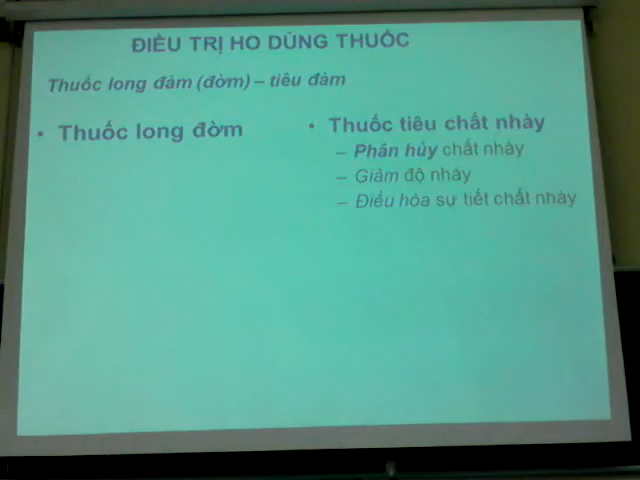 ĐIỀU TRỊ HO DÙNG THUỐC
Thuốc long đàm (đờm) – tiêu đàm
• Thuốc long đờm
• Thuốc tiêu chất nhày
– Phân hủy chất nhày
– Giảm độ nhày
– Điều hòa sự tiết chất nhày